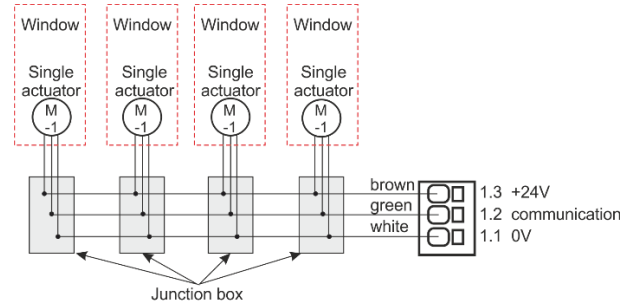 Window Window Window Window
Single actuator Single actuator Single actuator Single actuator
M -1 M -1 M -1 M -1
brown 1.3 +24V
green 1.2 communication
white 1.1 0V
Junction box